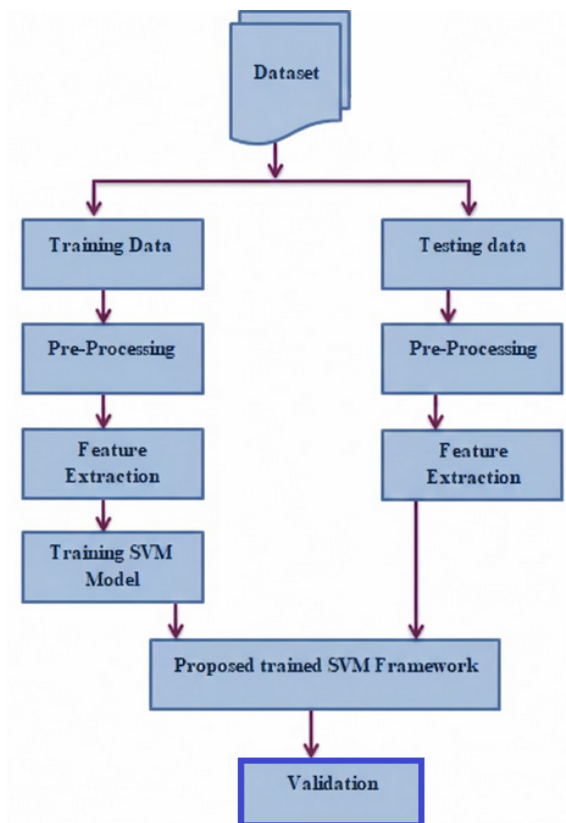 Dataset
Training Data
Testing data
Pre-Processing
Pre-Processing
Feature
Extraction
Feature
Extraction
Training SVM
Model
Proposed trained SVM Framework
Validation